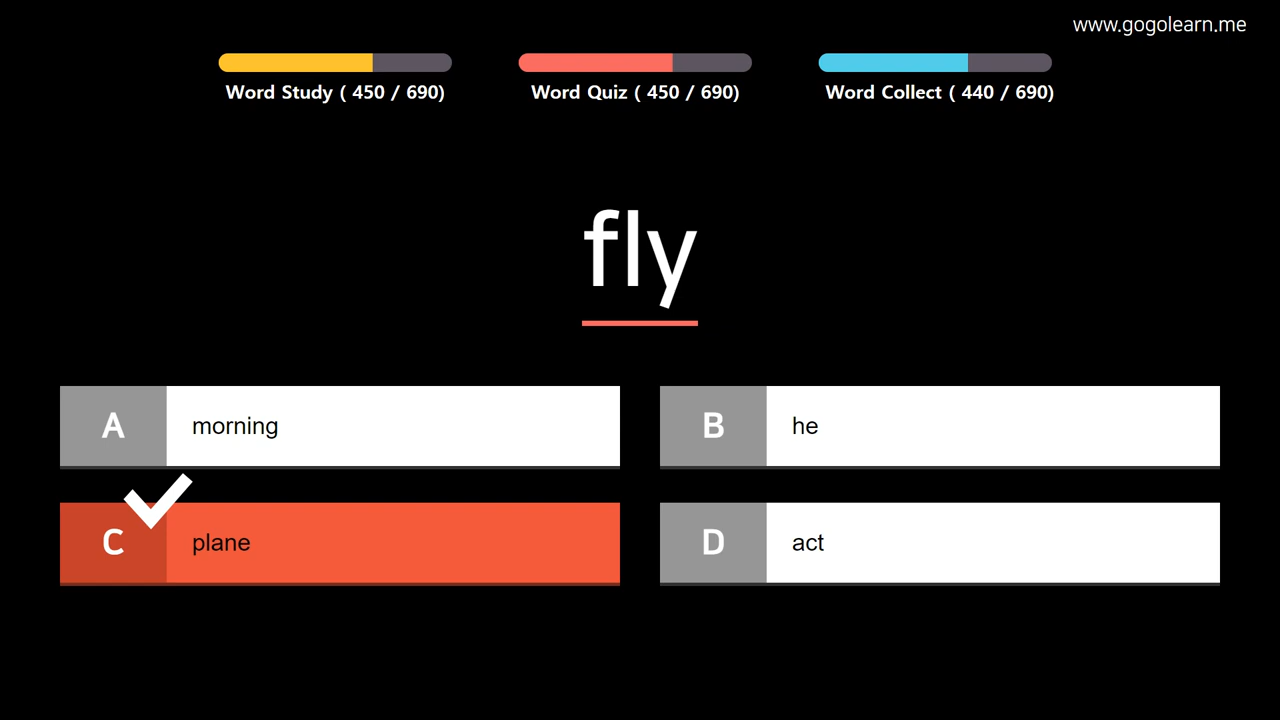 www.gogolearn.me
Word Study ( 450 / 690)
Word Quiz ( 450 / 690)
Word Collect ( 440 / 690)
fly
A morning
B he
C plane
D act